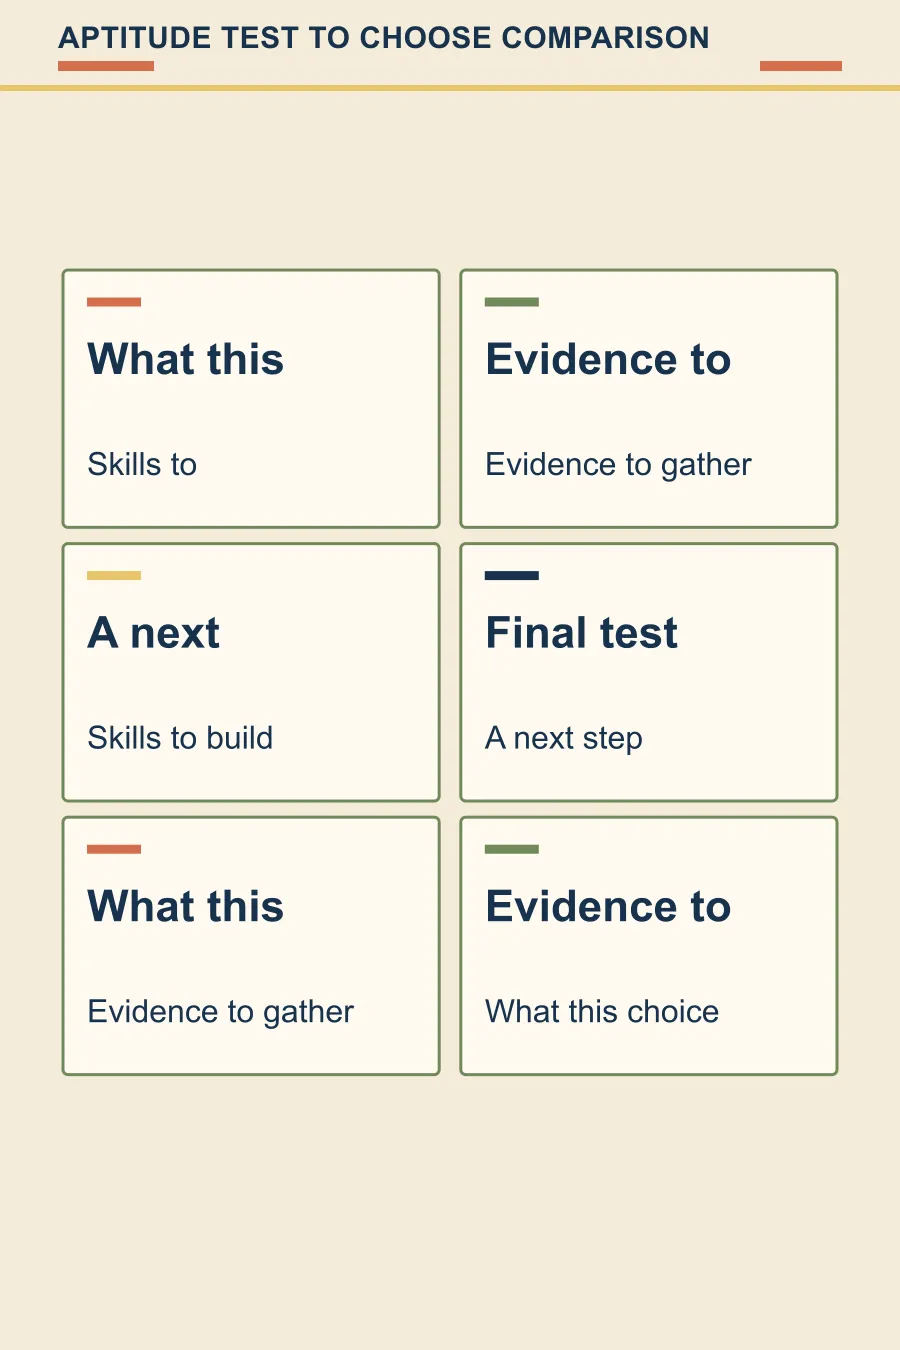 APTITUDE TEST TO CHOOSE COMPARISON
What this
Skills to
Evidence to
Evidence to gather
A next
Skills to build
Final test
A next step
What this
Evidence to gather
Evidence to
What this choice